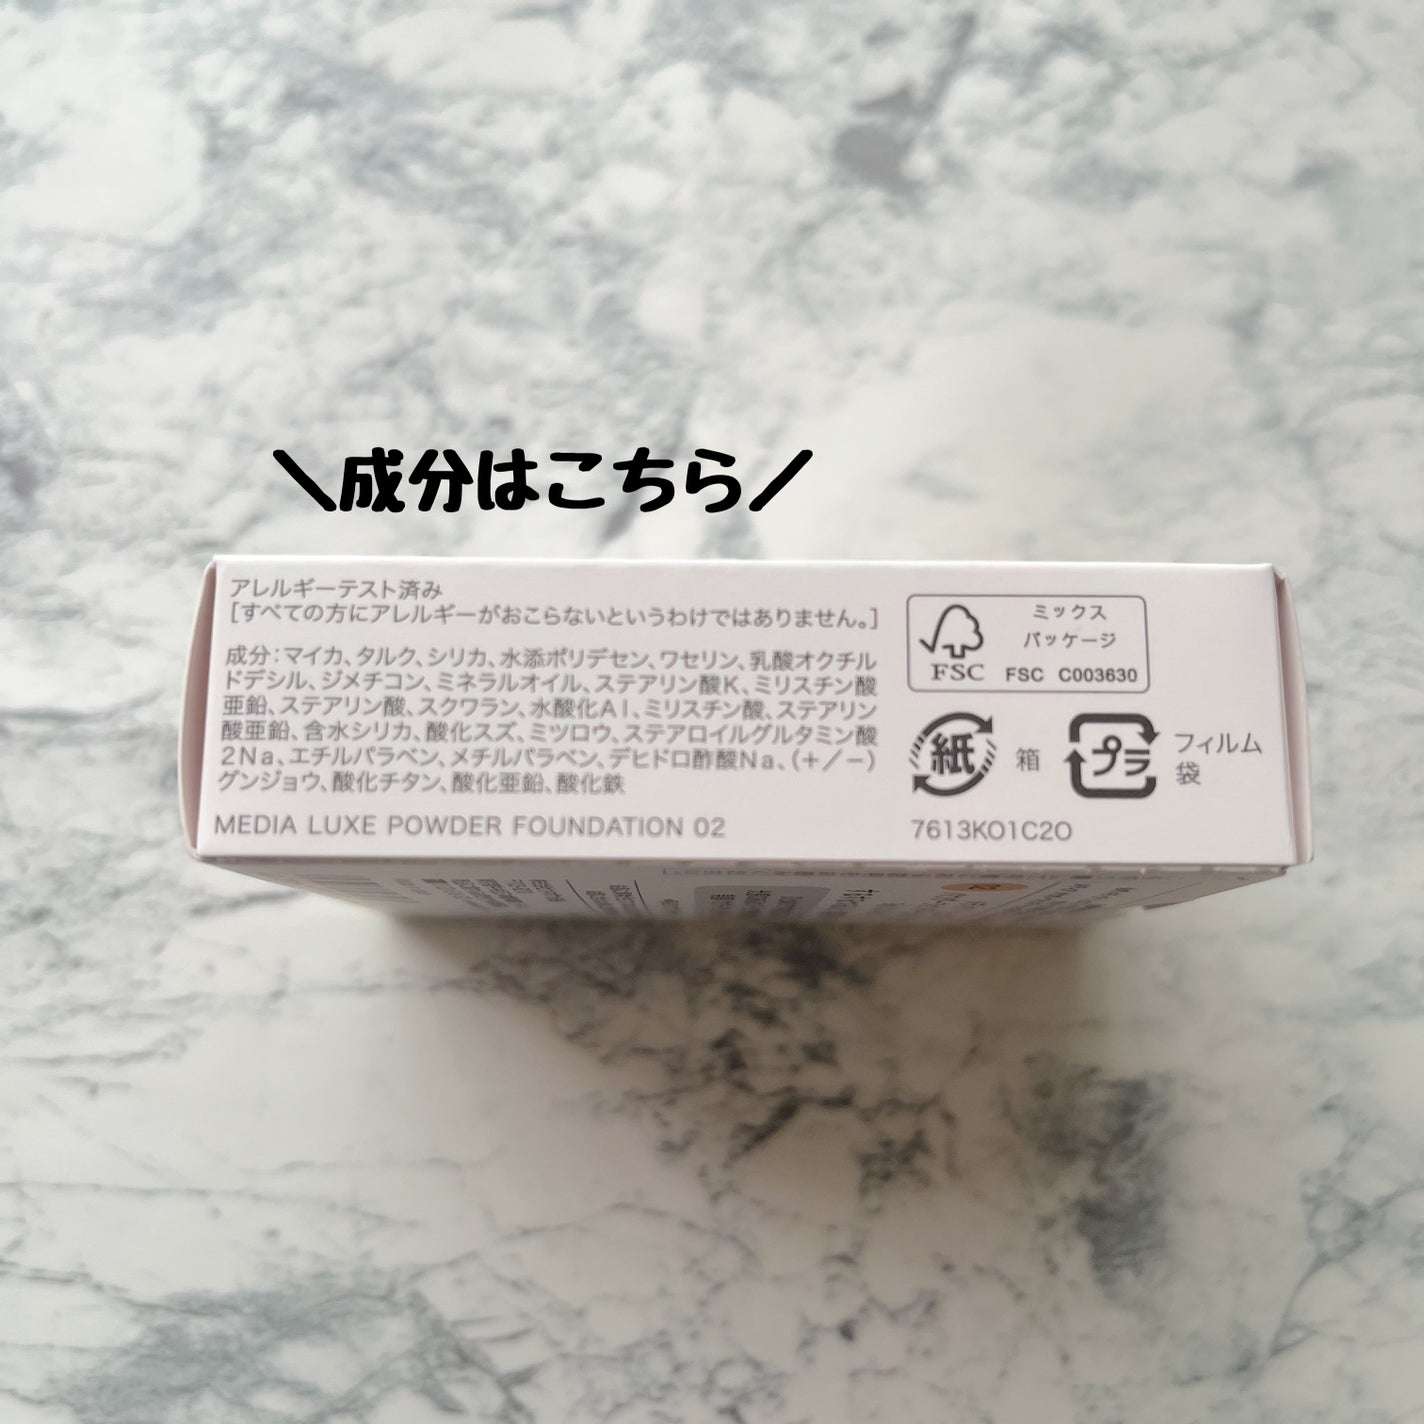 ＼成分はこちら／
アレルギーテスト済み
[すべての方にアレルギーがおこらないというわけではありません。]
成分:マイカ、タルク、シリカ、水添ポリデセン、ワセリン、乳酸オクチル
ドデシル、ジメチコン、ミネラルオイル、ステアリン酸K、ミリスチン酸
亜鉛、ステアリン酸、スクワラン、水酸化Al、ミリスチン酸、ステアリン
酸亜鉛、含水シリカ、酸化スズ、ミツロウ、ステアロイルグルタミン酸
2Na、エチルパラベン、メチルパラベン、デヒドロ酢酸Na、(+/-)
グンジョウ、酸化チタン、酸化亜鉛、酸化鉄
MEDIA LUXE POWDER FOUNDATION 02
FSC
ミックス
パッケージ
FSC C003630
紙 箱
プラ フィルム
袋
7613KO1C2O
02